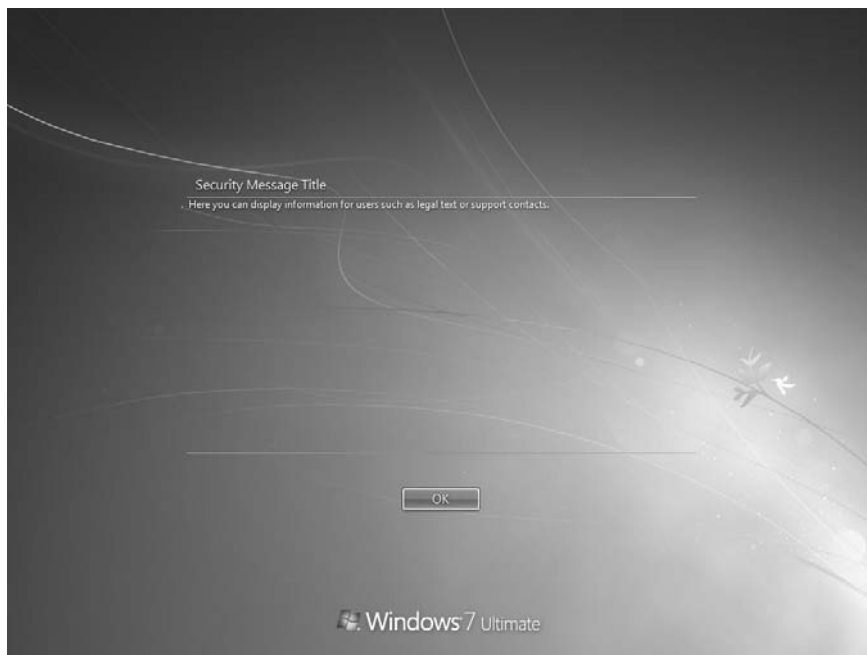 Security Message Title
Here you can display information for users such as legal text or support contacts.
OK
Windows 7 Ultimate